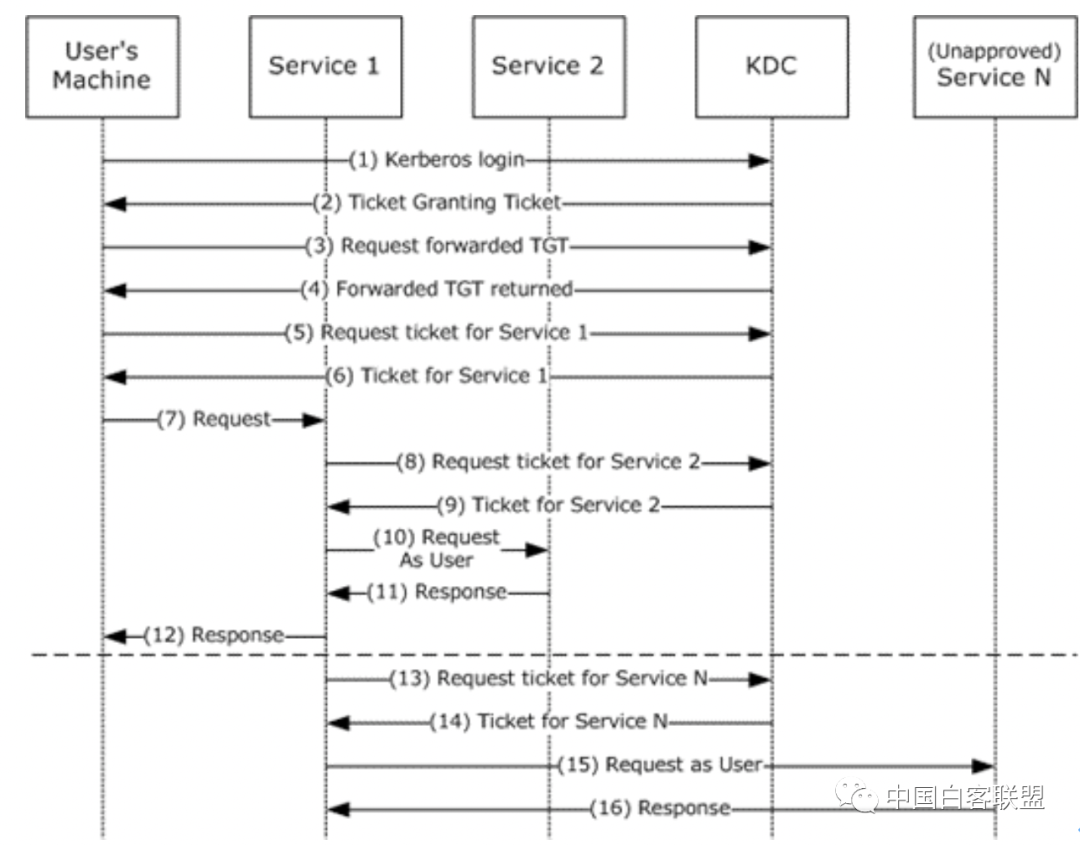 User's
Machine
Service 1
Service 2
KDC
(Unapproved)
Service N
(1) Kerberos login
(2) Ticket Granting Ticket
(3) Request forwarded TGT
(4) Forwarded TGT returned
(5) Request ticket for Service 1
(6) Ticket for Service 1
(7) Request
(8) Request ticket for Service 2
(9) Ticket for Service 2
(10) Request
As User
(11) Response
(12) Response
(13) Request ticket for Service N
(14) Ticket for Service N
(15) Request as User
(16) Response
中国白客联盟